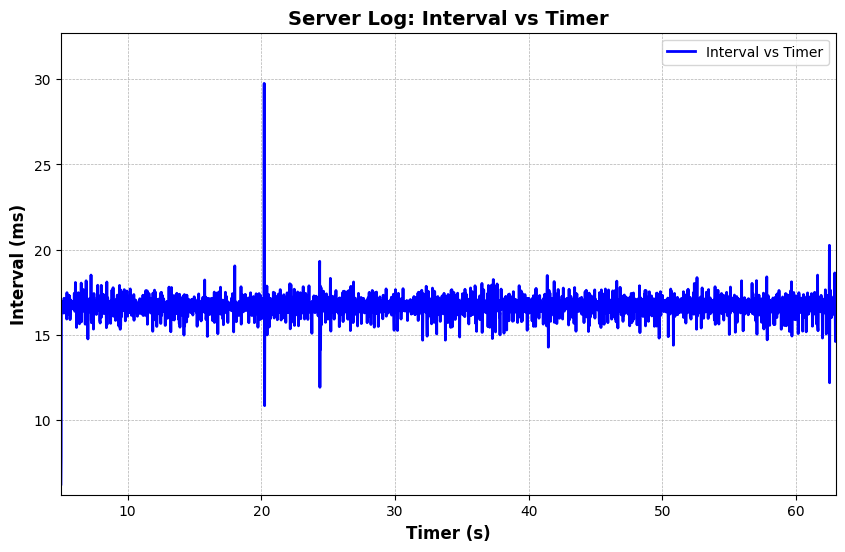 Server Log: Interval vs Timer
Interval vs Timer
Interval (ms)
30
25
20
15
10
10 20 30 40 50 60
Timer (s)